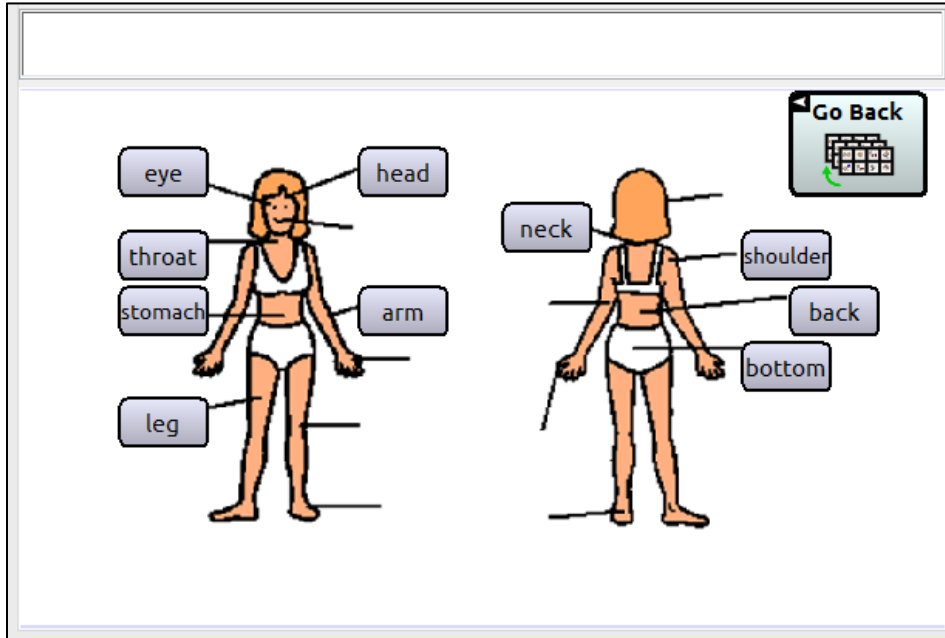 Go Back
eye
head
throat
stomach
arm
leg
neck
shoulder
back
bottom